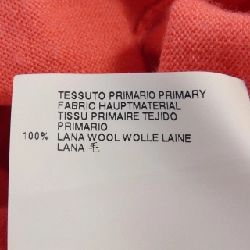 TESSUTO PRIMARIO PRIMARY
FABRIC HAUPTMATERIAL
TISSU PRIMAIRE TEJIDO
PRIMARIO
100% LANA WOOL WOLLE LAINE
LANA 毛